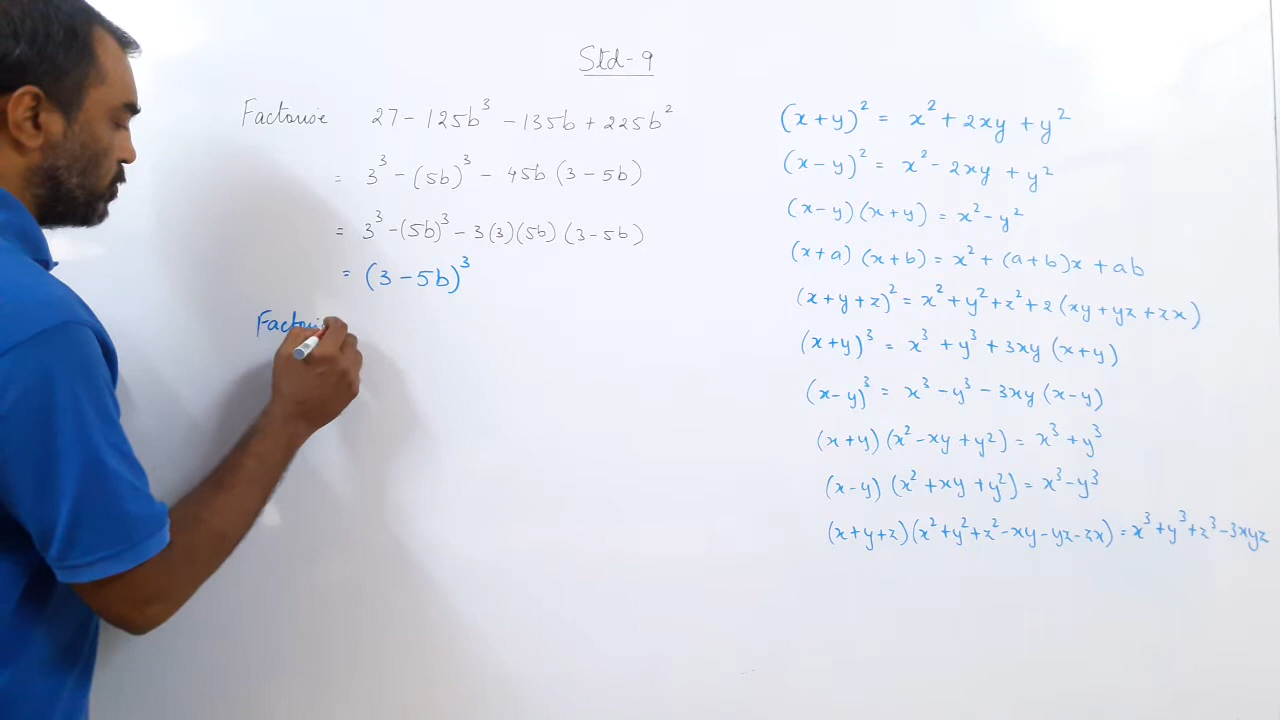 Std-9
Factorise 27 - 125b³ - 135b + 225b²
= 3³ - (5b)³ - 45b (3 - 5b)
= 3³ - (5b)³ - 3(3)(5b) (3 - 5b)
= (3 - 5b)³
(x+y)² = x² + 2xy + y²
(x-y)² = x² - 2xy + y²
(x-y)(x+y) = x² - y²
(x+a)(x+b) = x² + (a+b)x + ab
(x+y+z)² = x² + y² + z² + 2(xy + yz + zx)
(x+y)³ = x³ + y³ + 3xy (x+y)
(x-y)³ = x³ - y³ - 3xy (x-y)
(x+y)(x² - xy + y²) = x³ + y³
(x-y)(x² + xy + y²) = x³ - y³
(x+y+z)(x²+y²+z²-xy-yz-zx) = x³+y³+z³-3xyz